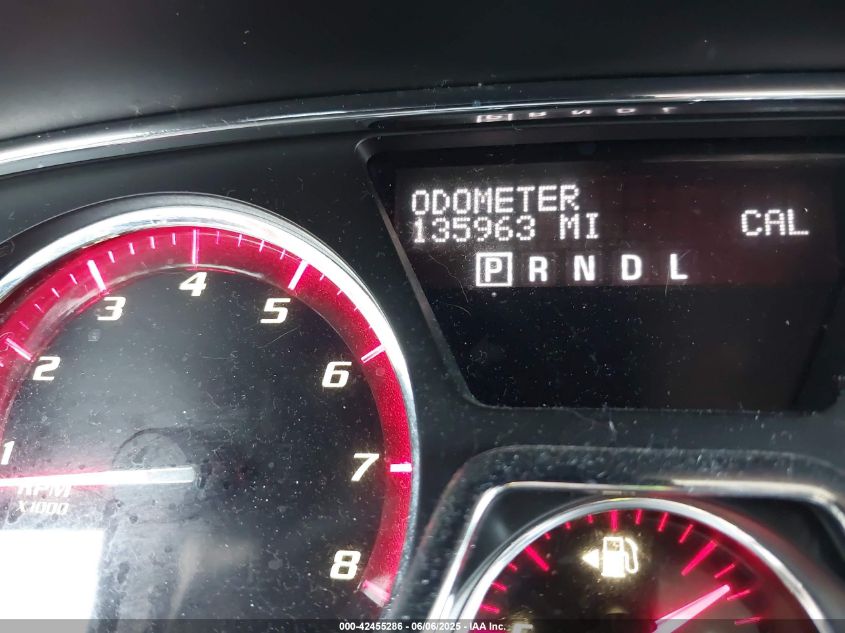 ODOMETER
135963 MI CAL
P R N D L
1
2
3
4
5
6
7
8
RPM
X1000
000-42455286 - 06/06/2025 - IAA, Inc.